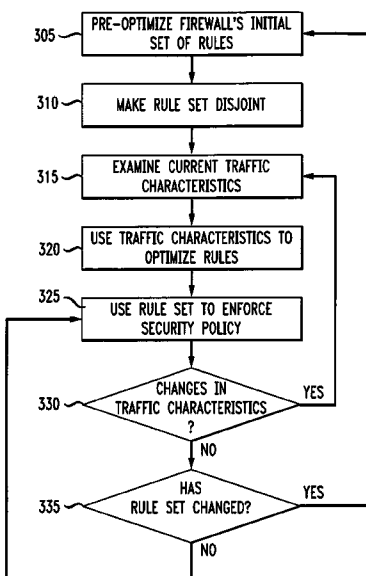 305
PRE-OPTIMIZE FIREWALL'S INITIAL
SET OF RULES
310
MAKE RULE SET DISJOINT
315
EXAMINE CURRENT TRAFFIC
CHARACTERISTICS
320
USE TRAFFIC CHARACTERISTICS TO
OPTIMIZE RULES
325
USE RULE SET TO ENFORCE
SECURITY POLICY
330
CHANGES IN
TRAFFIC CHARACTERISTICS
?
YES
NO
335
HAS
RULE SET CHANGED?
YES
NO